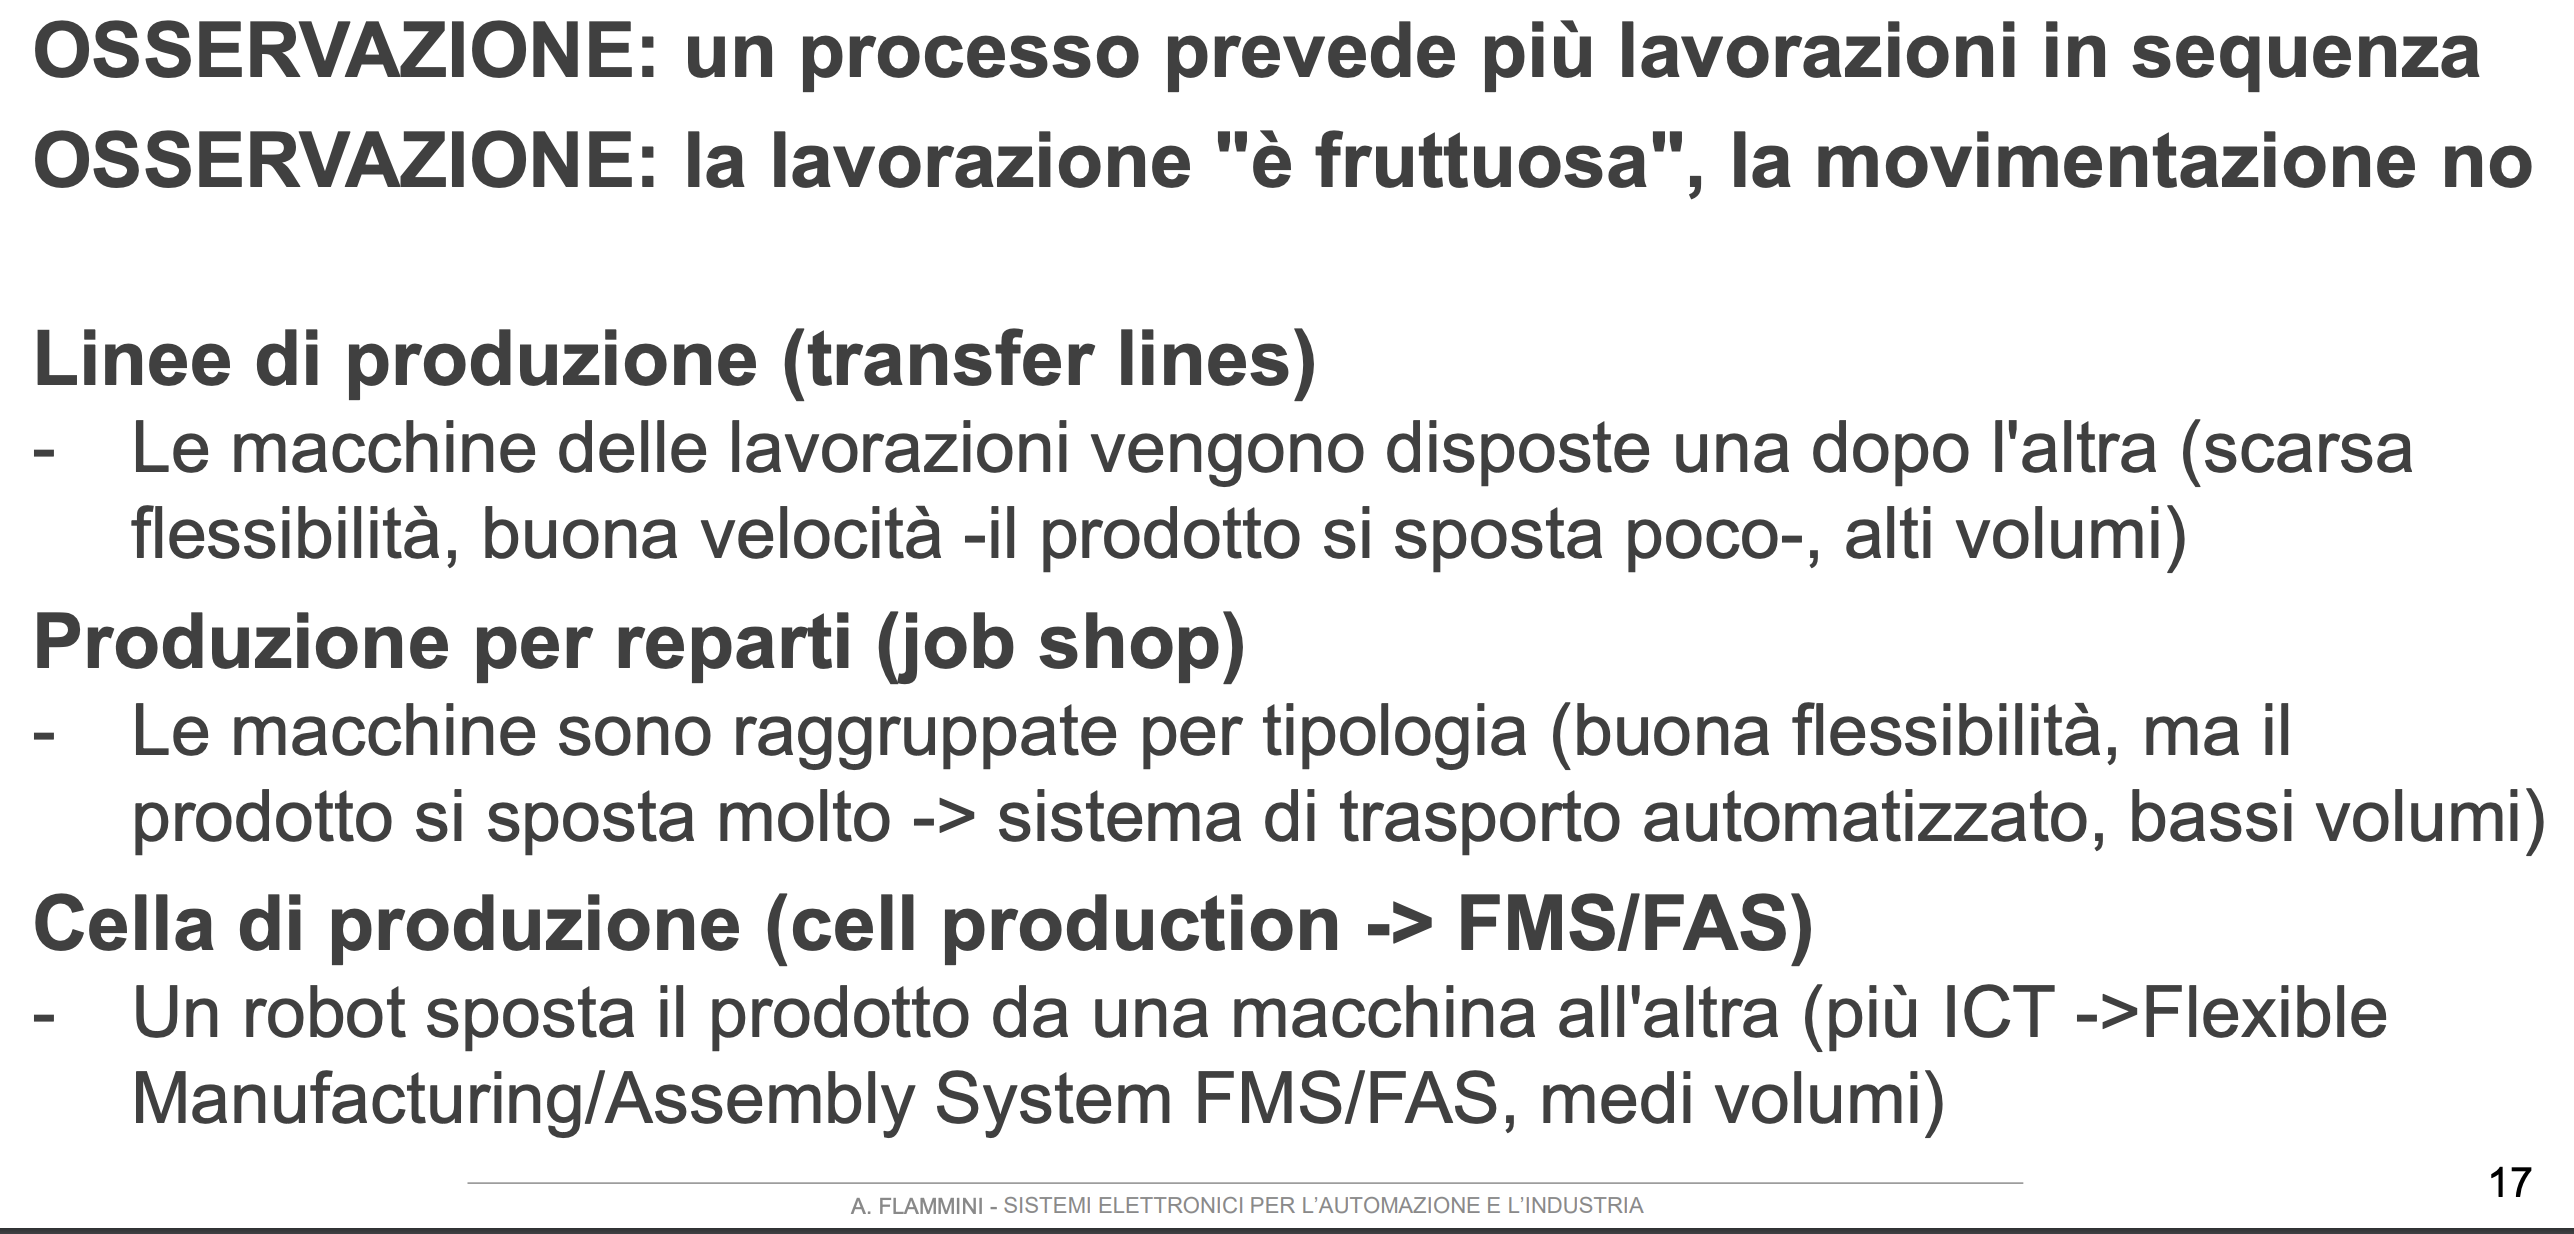 OSSERVAZIONE: un processo prevede più lavorazioni in sequenza
OSSERVAZIONE: la lavorazione "è fruttuosa", la movimentazione no
Linee di produzione (transfer lines)
- Le macchine delle lavorazioni vengono disposte una dopo l'altra (scarsa
flessibilità, buona velocità -il prodotto si sposta poco-, alti volumi)
Produzione per reparti (job shop)
- Le macchine sono raggruppate per tipologia (buona flessibilità, ma il
prodotto si sposta molto -> sistema di trasporto automatizzato, bassi volumi)
Cella di produzione (cell production -> FMS/FAS)
- Un robot sposta il prodotto da una macchina all'altra (più ICT ->Flexible
Manufacturing/Assembly System FMS/FAS, medi volumi)
17
A. FLAMMINI - SISTEMI ELETTRONICI PER L’AUTOMAZIONE E L’INDUSTRIA